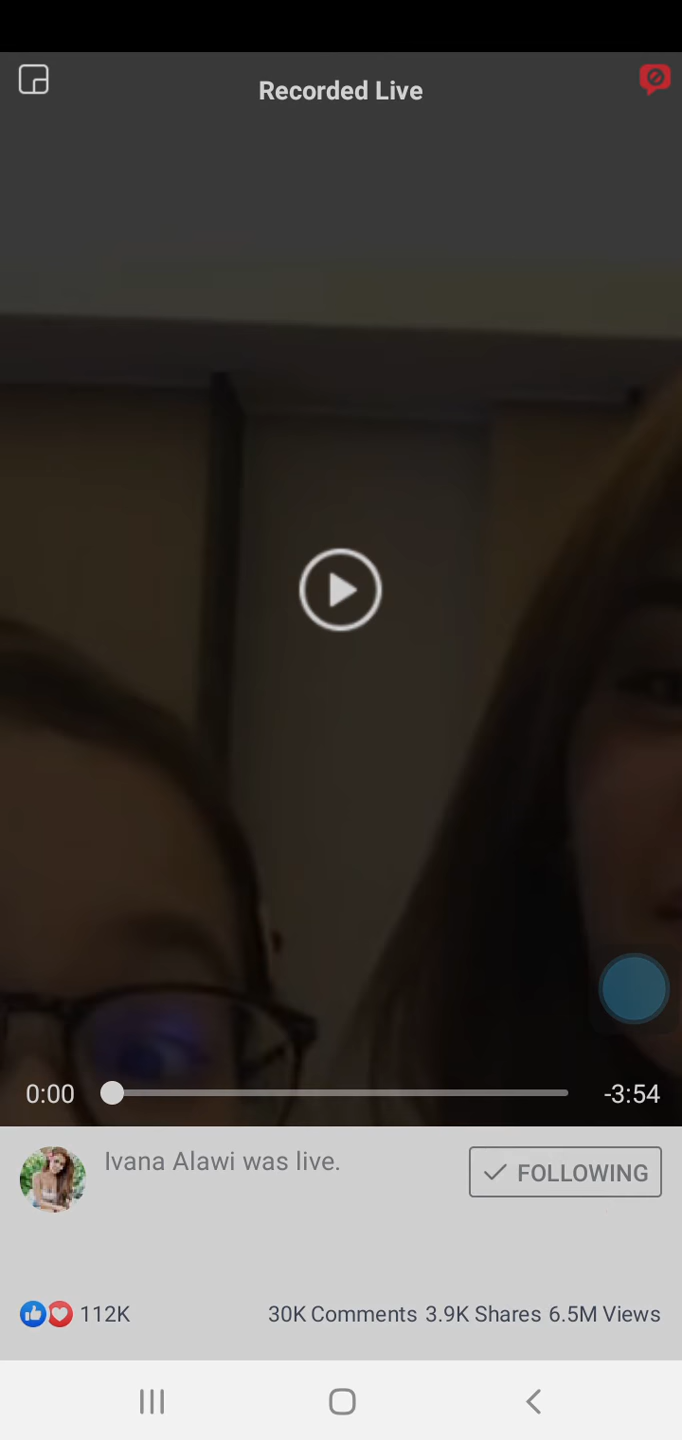 Recorded Live
0:00
-3:54
Ivana Alawi was live.
FOLLOWING
112K
30K Comments 3.9K Shares 6.5M Views